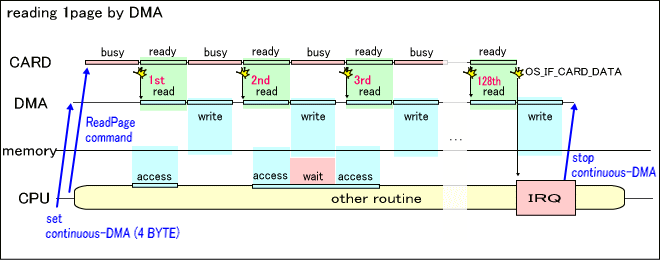 reading 1page by DMA
busy ready busy ready busy ready busy ready
CARD
1st 2nd 3rd 128th OS_IF_CARD_DATA
read read read read
DMA
write write write write
ReadPage
command
...
memory
stop
continuous-DMA
access access wait access
CPU
other routine
IRQ
set
continuous-DMA (4 BYTE)